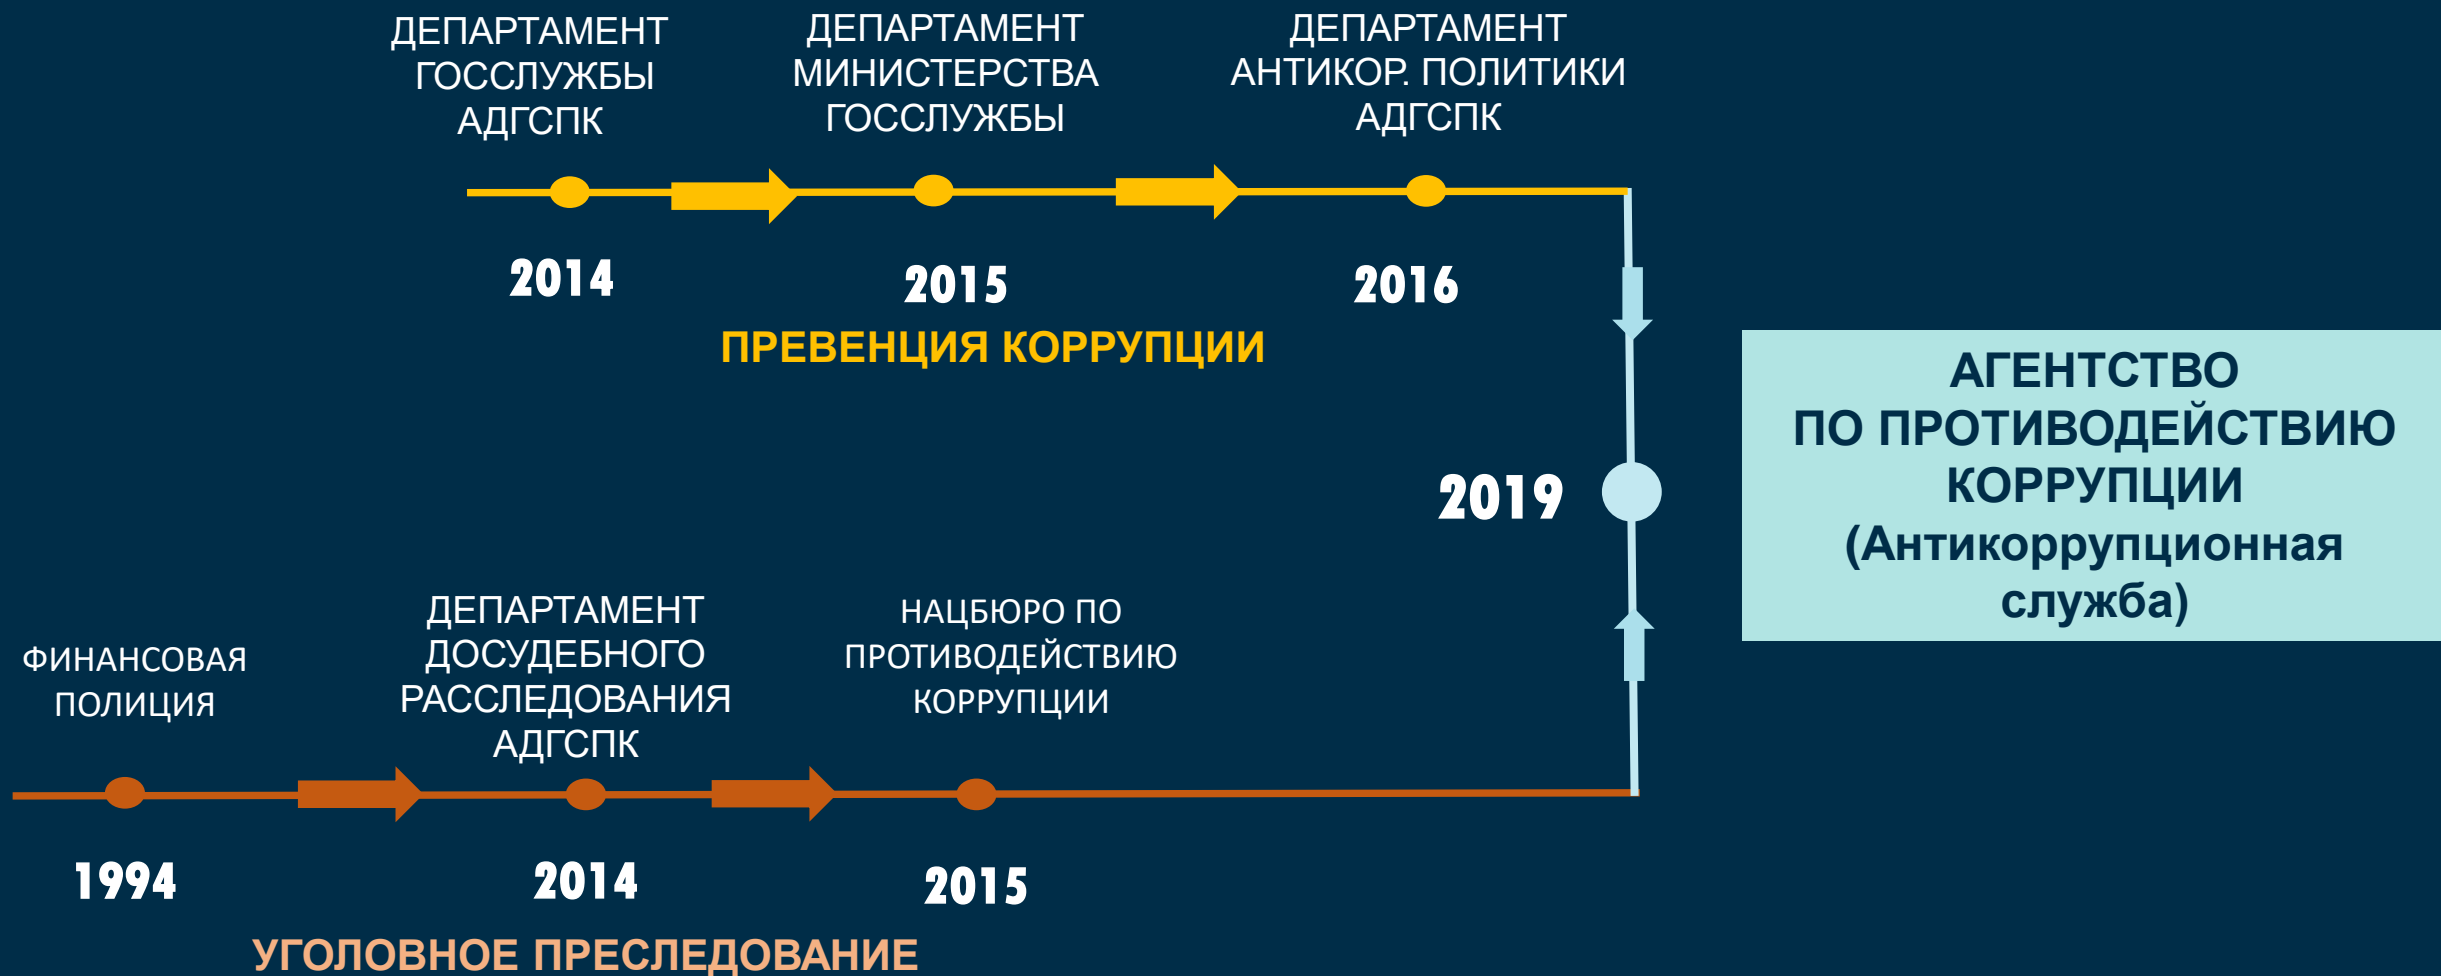 ДЕПАРТАМЕНТ
ГОССЛУЖБЫ
АДГСПК
ДЕПАРТАМЕНТ
МИНИСТЕРСТВА
ГОССЛУЖБЫ
ДЕПАРТАМЕНТ
АНТИКОР. ПОЛИТИКИ
АДГСПК
2014
2015
2016
ПРЕВЕНЦИЯ КОРРУПЦИИ
2019
АГЕНТСТВО
ПО ПРОТИВОДЕЙСТВИЮ
КОРРУПЦИИ
(Антикоррупционная
служба)
ФИНАНСОВАЯ
ПОЛИЦИЯ
ДЕПАРТАМЕНТ
ДОСУДЕБНОГО
РАССЛЕДОВАНИЯ
АДГСПК
НАЦБЮРО ПО
ПРОТИВОДЕЙСТВИЮ
КОРРУПЦИИ
1994
2014
2015
УГОЛОВНОЕ ПРЕСЛЕДОВАНИЕ